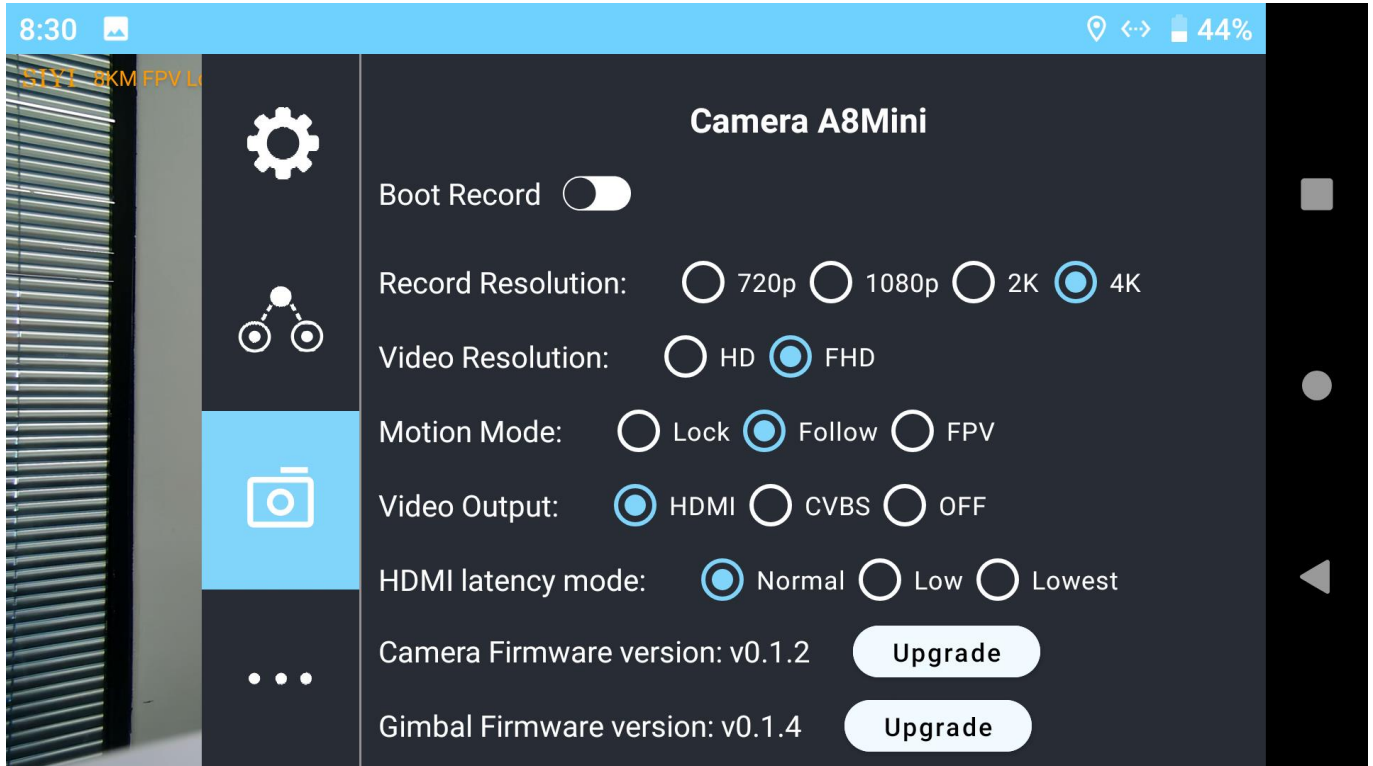 8:30 44%
SIYI 8KM FPV
Camera A8Mini
Boot Record
Record Resolution: 720p 1080p 2K 4K
Video Resolution: HD FHD
Motion Mode: Lock Follow FPV
Video Output: HDMI CVBS OFF
HDMI latency mode: Normal Low Lowest
Camera Firmware version: v0.1.2 Upgrade
Gimbal Firmware version: v0.1.4 Upgrade